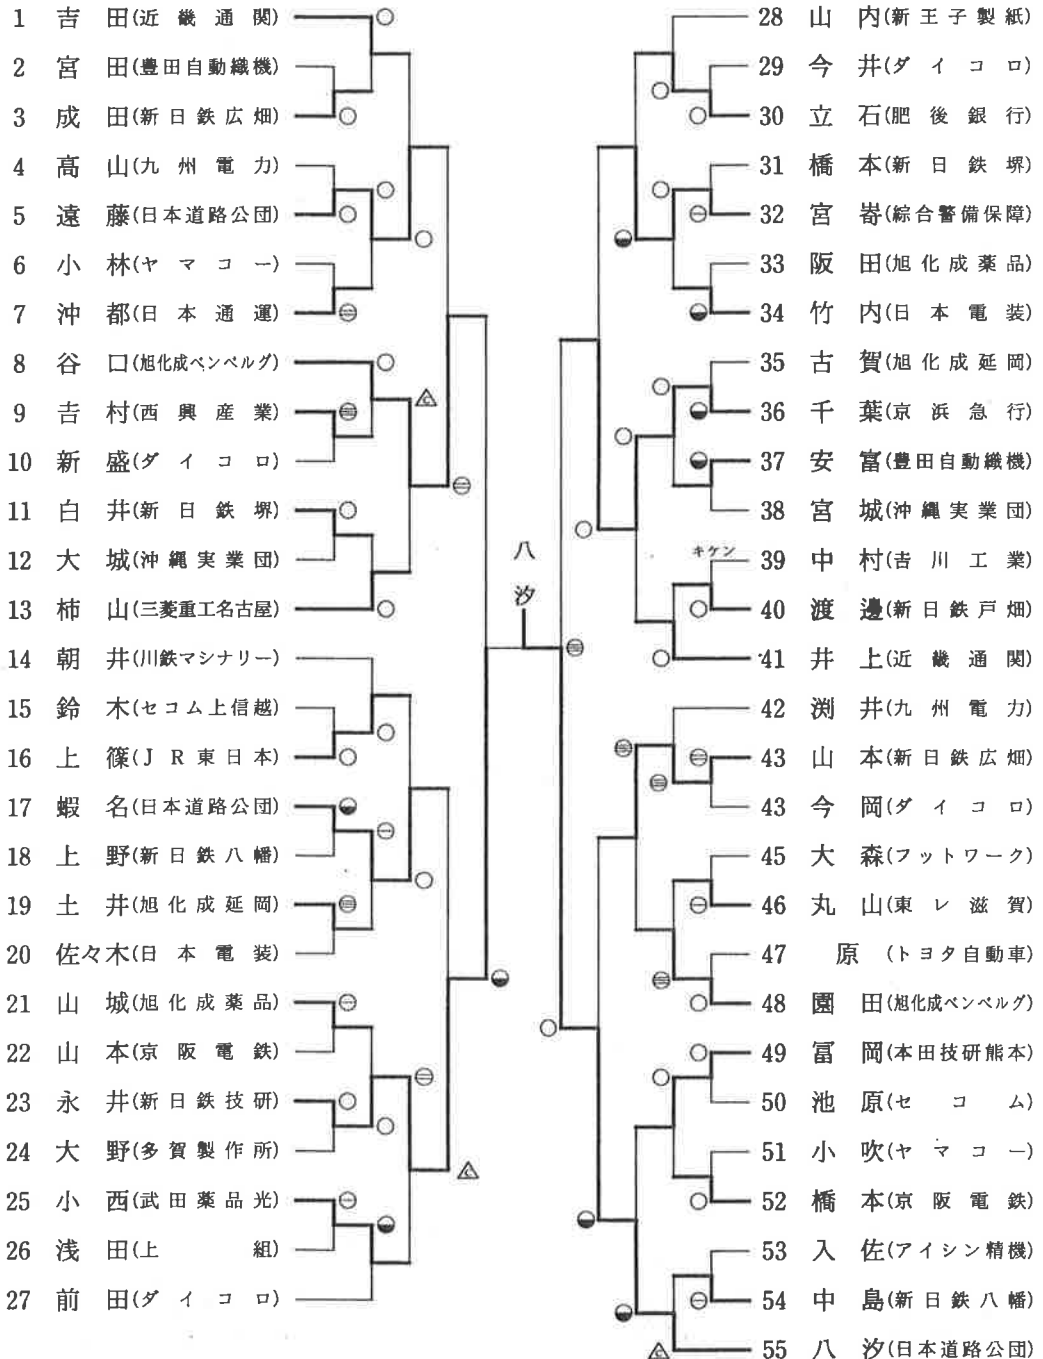 1 吉田(近畿通関)
2 宮田(豊田自動織機)
3 成田(新日鉄広畑)
4 高山(九州電力)
5 遠藤(日本道路公団)
6 小林(ヤマコー)
7 沖都(日本通運)
8 谷口(旭化成ベンベルグ)
9 吉村(西興産業)
10 新盛(ダイコロ)
11 白井(新日鉄堺)
12 大城(沖縄実業団)
13 柿山(三菱重工名古屋)
14 朝井(川鉄マシナリー)
15 鈴木(セコム上信越)
16 上篠(JR東日本)
17 蝦名(日本道路公団)
18 上野(新日鉄八幡)
19 土井(旭化成延岡)
20 佐々木(日本電装)
21 山城(旭化成薬品)
22 山本(京阪電鉄)
23 永井(新日鉄技研)
24 大野(多賀製作所)
25 小西(武田薬品光)
26 浅田(上組)
27 前田(ダイコロ)
八汐
28 山内(新王子製紙)
29 今井(ダイコロ)
30 立石(肥後銀行)
31 橋本(新日鉄堺)
32 宮嵜(綜合警備保障)
33 阪田(旭化成薬品)
34 竹内(日本電装)
35 古賀(旭化成延岡)
36 千葉(京浜急行)
37 安富(豊田自動織機)
38 宮城(沖縄実業団)
キケン
39 中村(吉川工業)
40 渡邊(新日鉄戸畑)
41 井上(近畿通関)
42 渕井(九州電力)
43 山本(新日鉄広畑)
43 今岡(ダイコロ)
45 大森(フットワーク)
46 丸山(東レ滋賀)
47 原(トヨタ自動車)
48 園田(旭化成ベンベルグ)
49 冨岡(本田技研熊本)
50 池原(セコム)
51 小吹(ヤマコー)
52 橋本(京阪電鉄)
53 入佐(アイシン精機)
54 中島(新日鉄八幡)
55 八汐(日本道路公団)